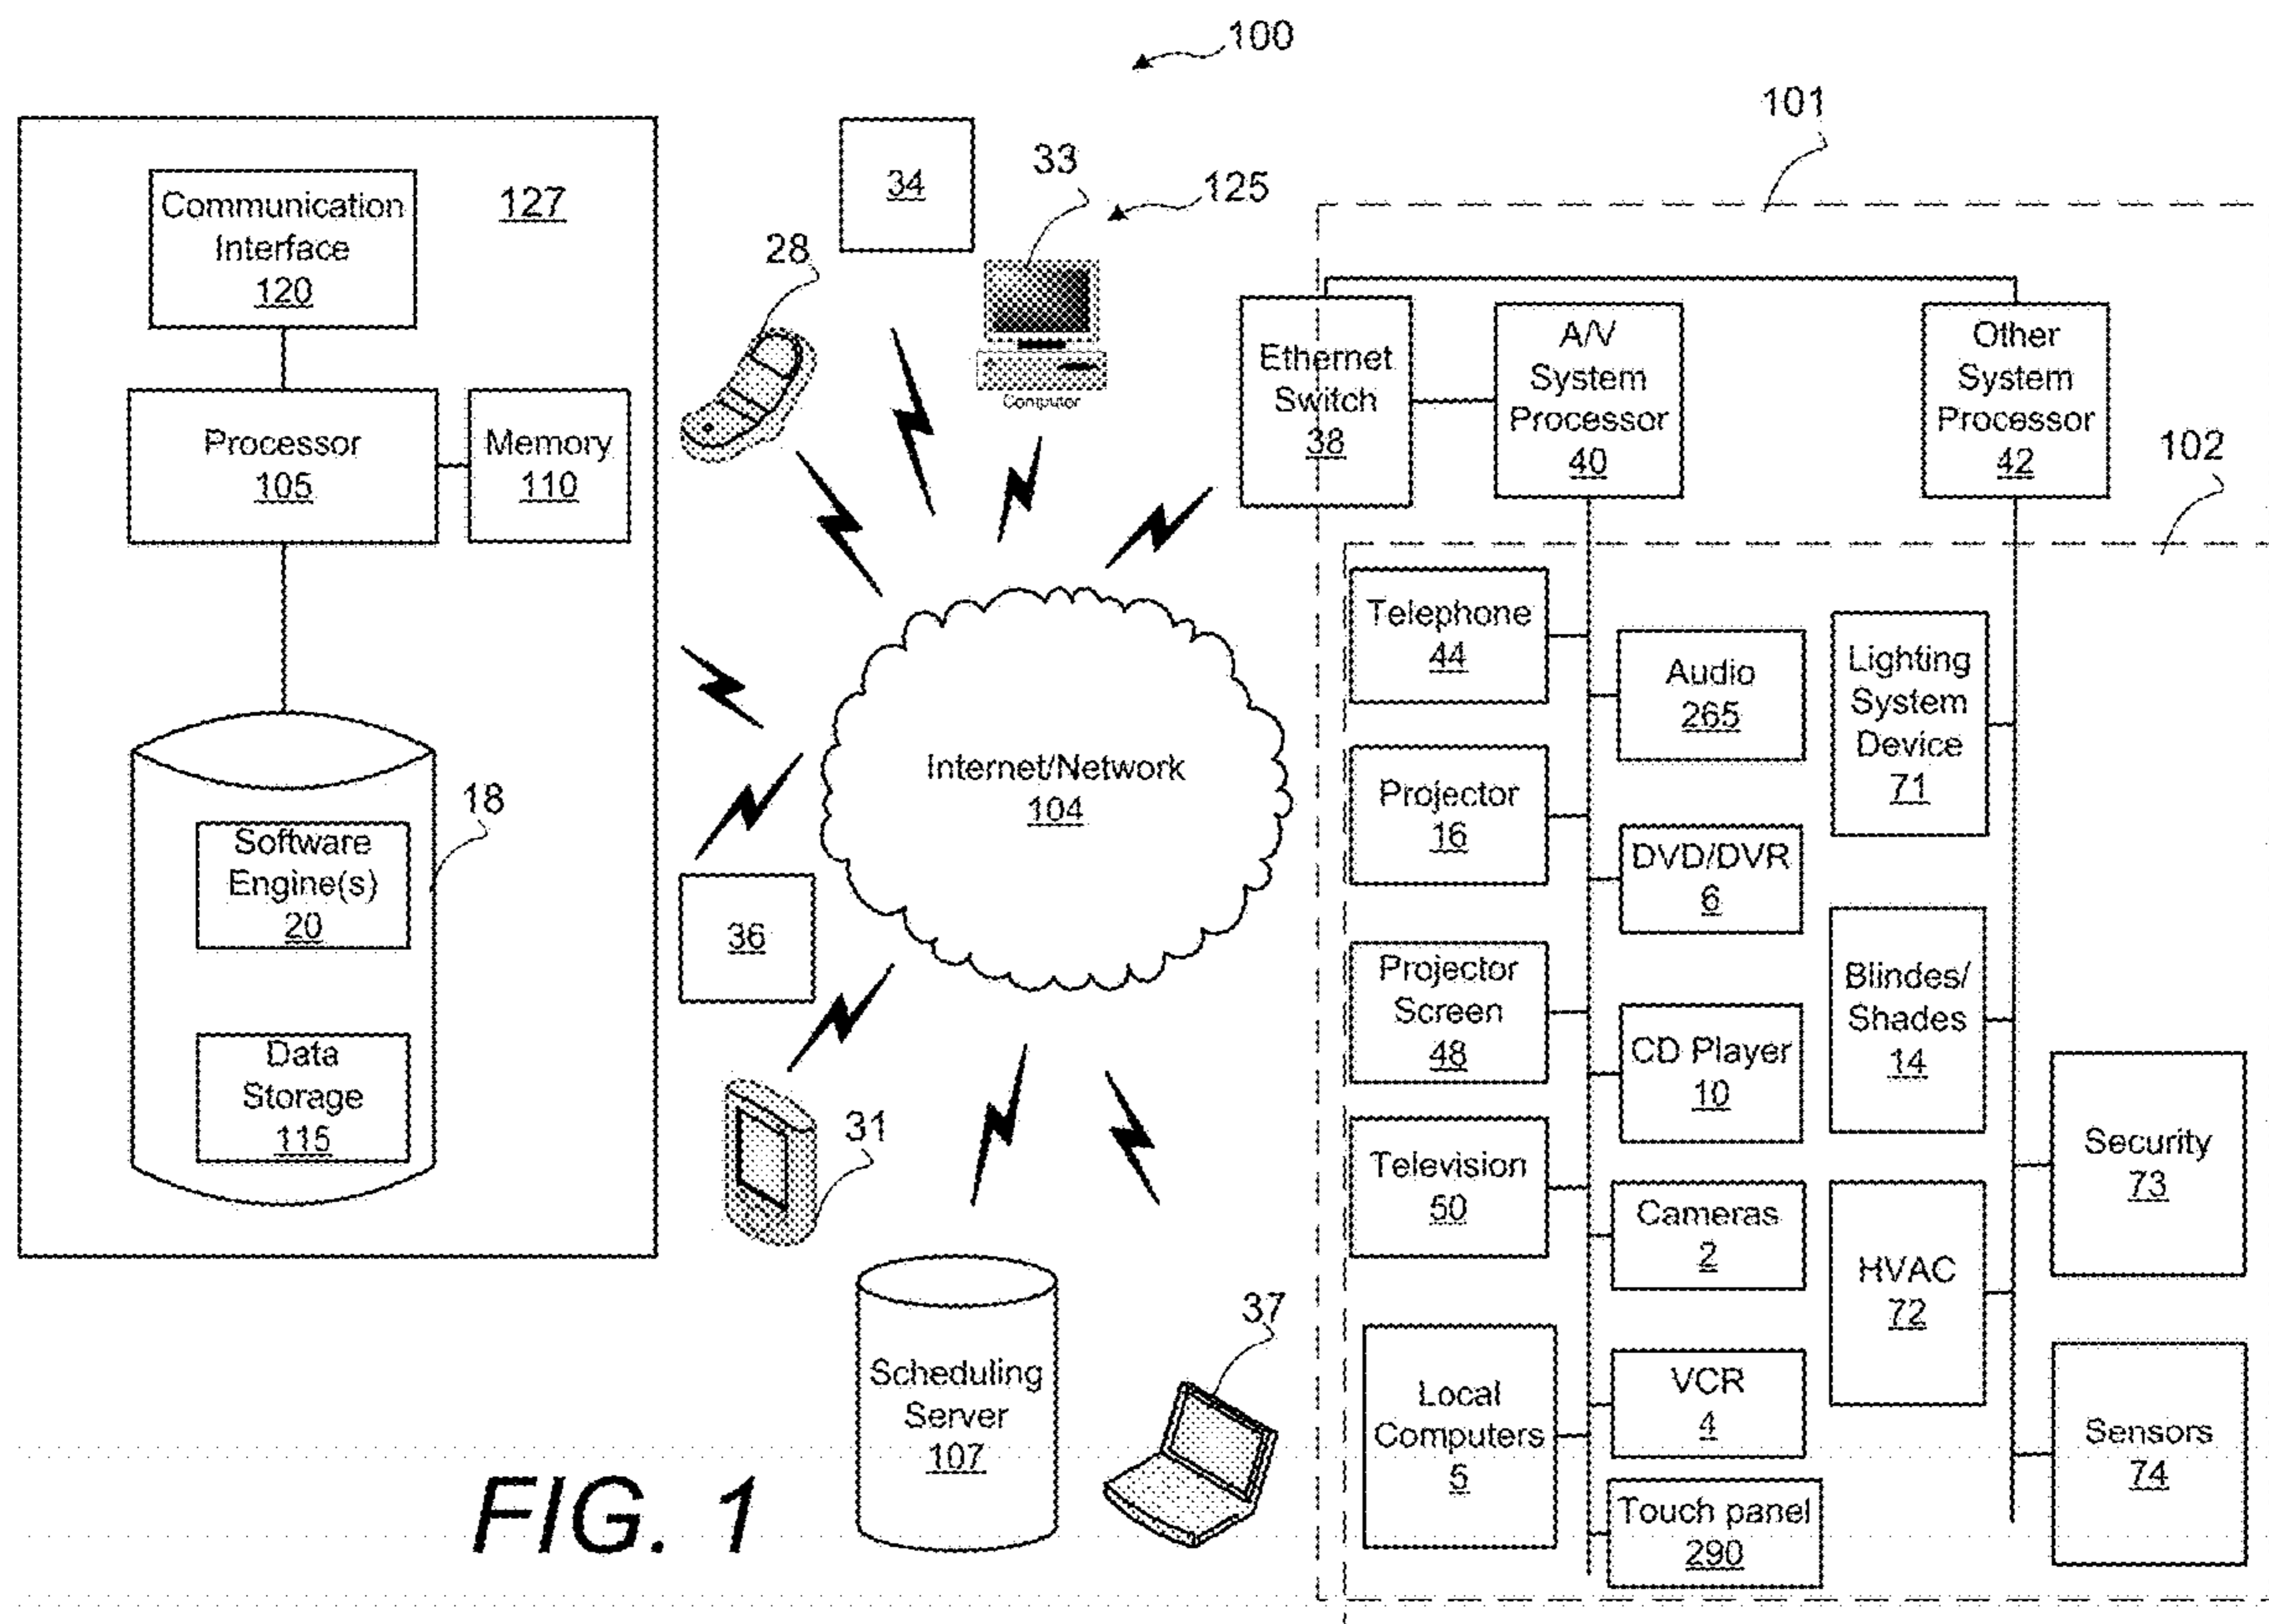 100
101
127
Communication
Interface
120
Processor
105
Memory
110
18
Software
Engine(s)
20
Data
Storage
115
34
33
125
28
Computer
Internet/Network
104
36
31
Scheduling
Server
107
37
Ethernet
Switch
38
A/V
System
Processor
40
Other
System
Processor
42
102
Telephone
44
Audio
265
Lighting
System
Device
71
Projector
16
DVD/DVR
6
Projector
Screen
48
CD Player
10
Blindes/
Shades
14
Television
50
Cameras
2
HVAC
72
Security
73
Local
Computers
5
VCR
4
Sensors
74
Touch panel
290
FIG. 1